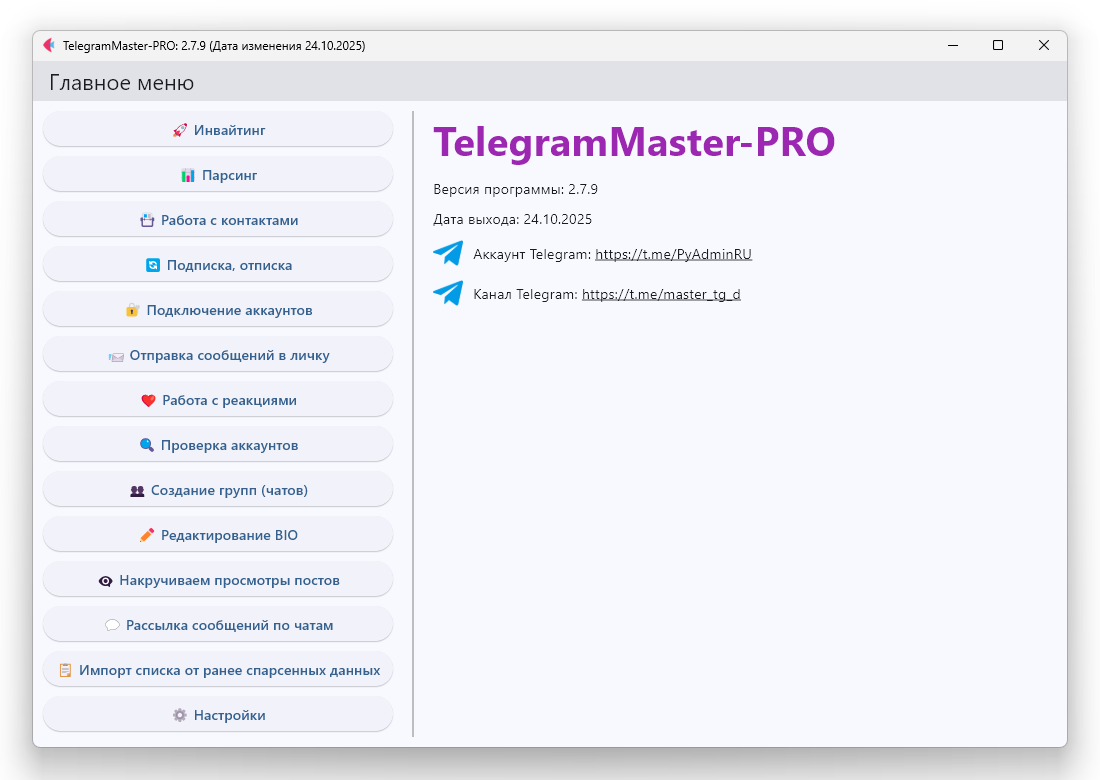 TelegramMaster-PRO: 2.7.9 (Дата изменения 24.10.2025)
Главное меню
🚀 Инвайтинг
📊 Парсинг
📇 Работа с контактами
🔄 Подписка, отписка
🔐 Подключение аккаунтов
📨 Отправка сообщений в личку
❤️ Работа с реакциями
🔍 Проверка аккаунтов
👥 Создание групп (чатов)
✏️ Редактирование BIO
👁️‍🗨️ Накручиваем просмотры постов
💬 Рассылка сообщений по чатам
📋 Импорт списка от ранее спарсенных данных
⚙️ Настройки
TelegramMaster-PRO
Версия программы: 2.7.9
Дата выхода: 24.10.2025
Аккаунт Telegram: https://t.me/PyAdminRU
Канал Telegram: https://t.me/master_tg_d